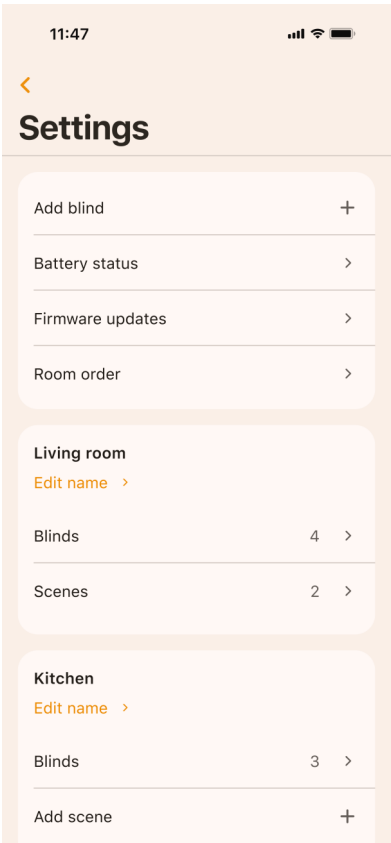 11:47
Settings
Add blind
Battery status
Firmware updates
Room order
Living room
Edit name
Blinds 4
Scenes 2
Kitchen
Edit name
Blinds 3
Add scene